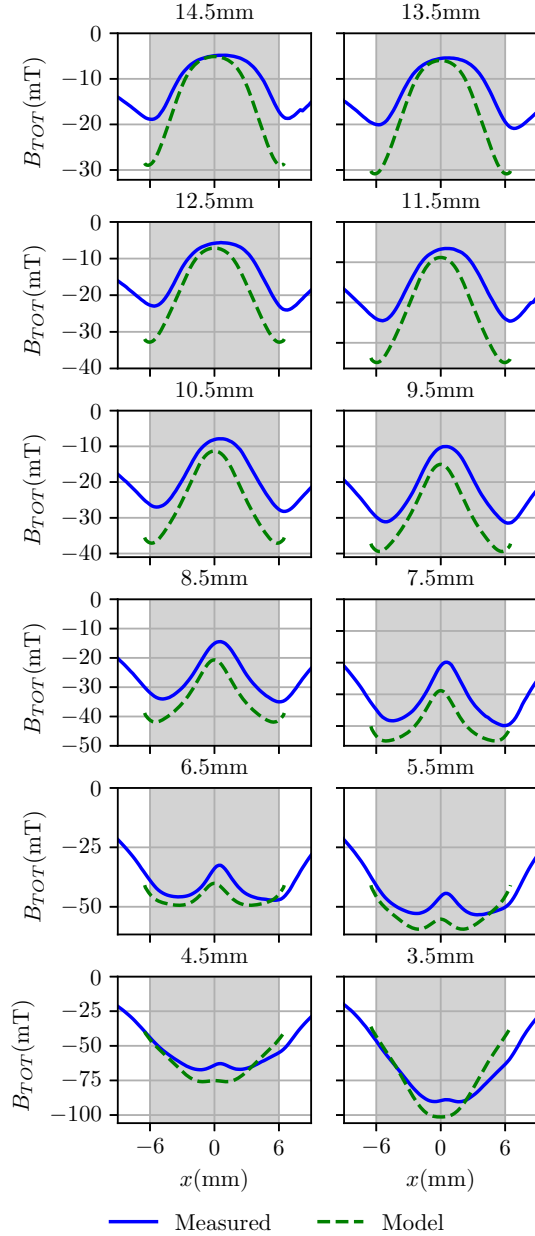 14.5mm 13.5mm
0
−10
−20
−30
B_TOT(mT)
12.5mm 11.5mm
0
−10
−20
−30
−40
B_TOT(mT)
10.5mm 9.5mm
0
−10
−20
−30
−40
B_TOT(mT)
8.5mm 7.5mm
0
−10
−20
−30
−40
−50
B_TOT(mT)
6.5mm 5.5mm
0
−25
−50
B_TOT(mT)
4.5mm 3.5mm
0
−25
−50
−75
−100
B_TOT(mT)
−6 0 6 −6 0 6
x(mm) x(mm)
Measured Model